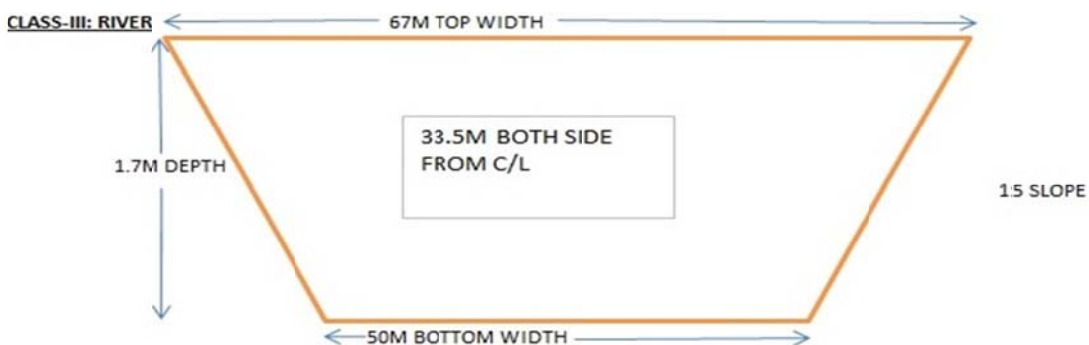 CLASS-III: RIVER
67M TOP WIDTH
33.5M BOTH SIDE
FROM C/L
1.7M DEPTH
1:5 SLOPE
50M BOTTOM WIDTH